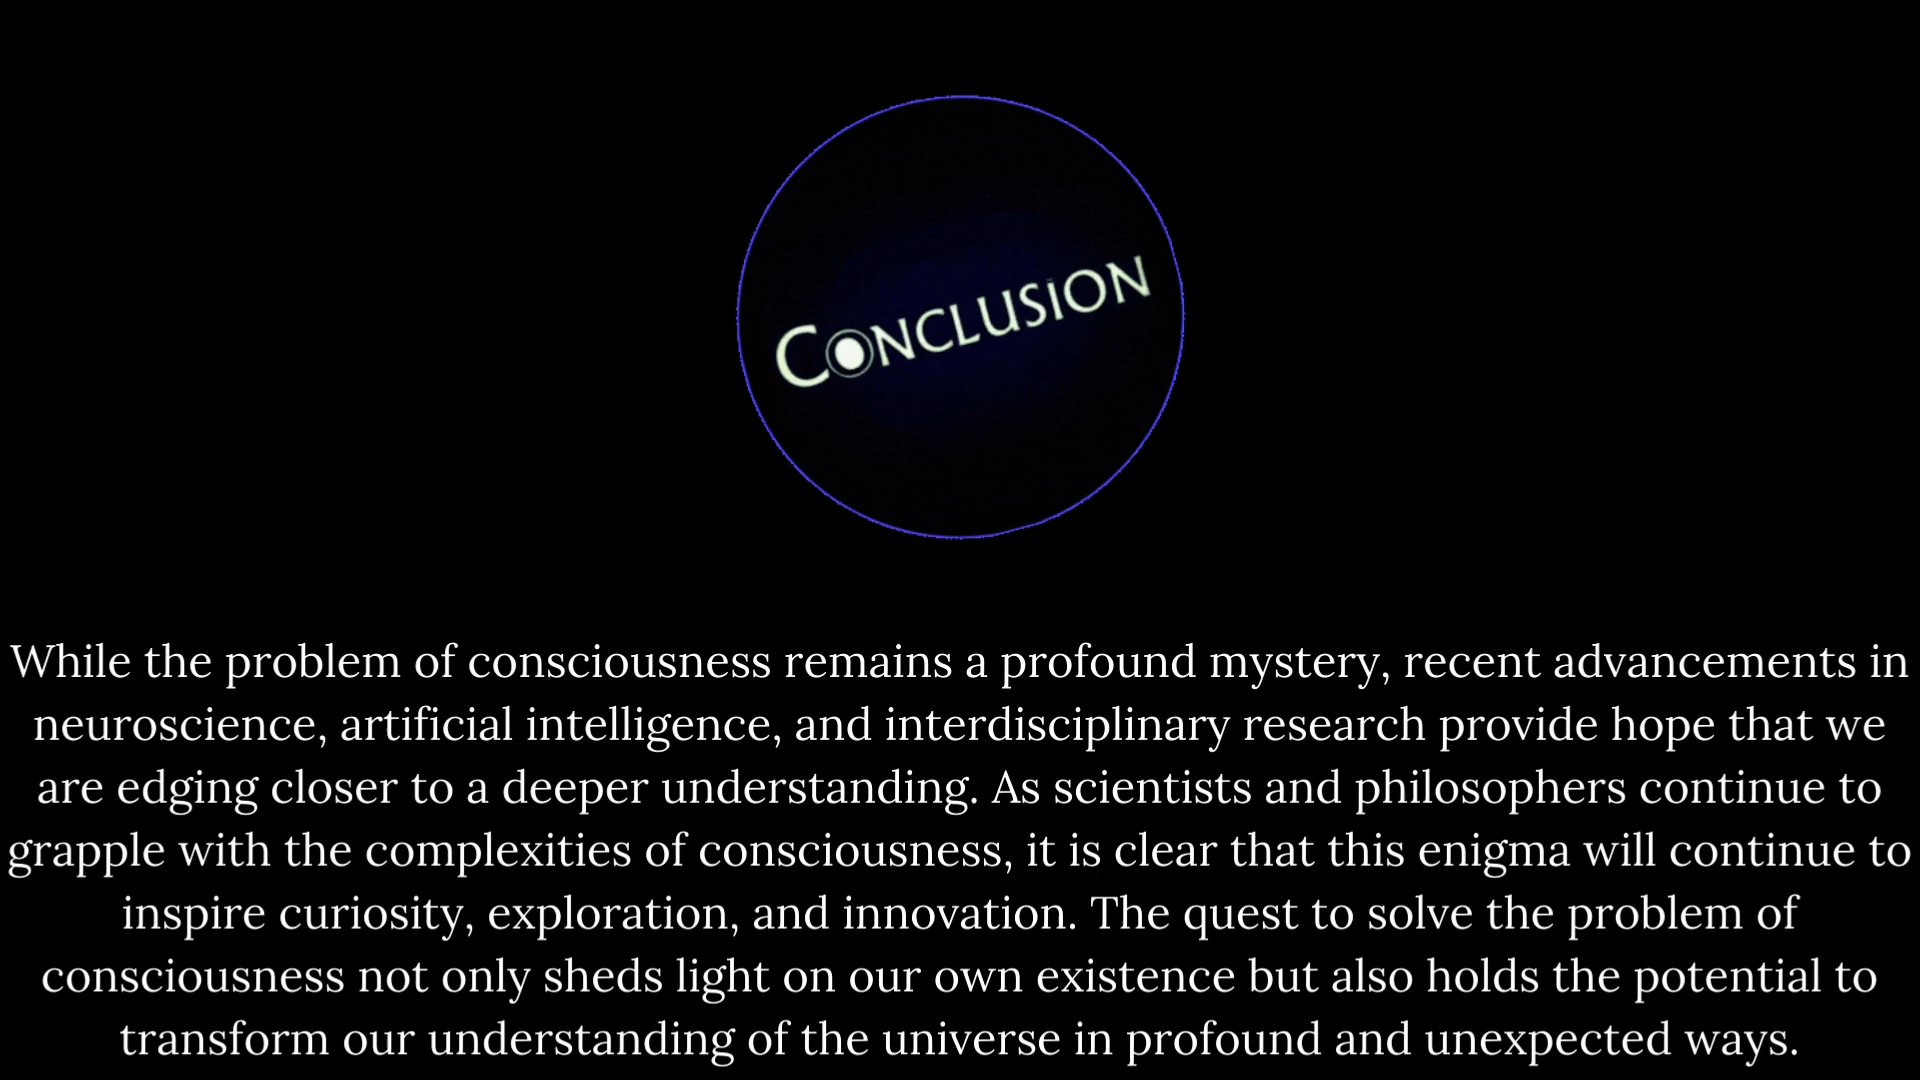 CONCLUSION
While the problem of consciousness remains a profound mystery, recent advancements in
neuroscience, artificial intelligence, and interdisciplinary research provide hope that we
are edging closer to a deeper understanding. As scientists and philosophers continue to
grapple with the complexities of consciousness, it is clear that this enigma will continue to
inspire curiosity, exploration, and innovation. The quest to solve the problem of
consciousness not only sheds light on our own existence but also holds the potential to
transform our understanding of the universe in profound and unexpected ways.